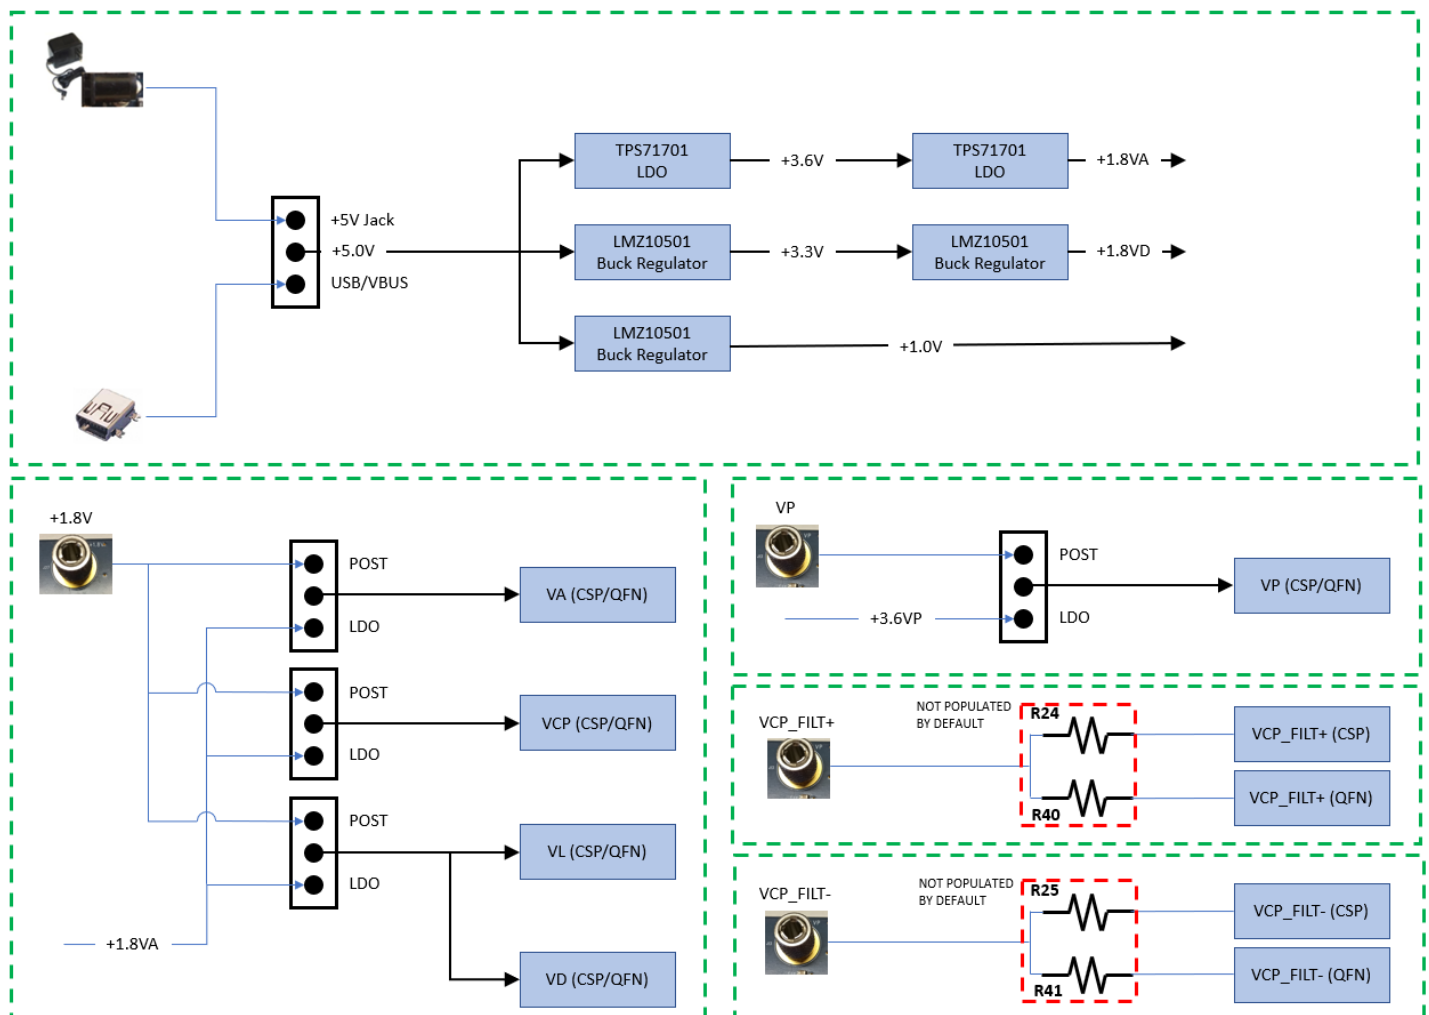 TPS71701
LDO
+3.6V
TPS71701
LDO
+1.8VA
+5V Jack
+5.0V
USB/VBUS
LMZ10501
Buck Regulator
+3.3V
LMZ10501
Buck Regulator
+1.8VD
LMZ10501
Buck Regulator
+1.0V
+1.8V
POST
LDO
VA (CSP/QFN)
POST
LDO
VCP (CSP/QFN)
POST
LDO
VL (CSP/QFN)
+1.8VA
VD (CSP/QFN)
VP
VP
POST
+3.6VP
LDO
VP (CSP/QFN)
VCP_FILT+
VP
NOT POPULATED
BY DEFAULT
R24
R40
VCP_FILT+ (CSP)
VCP_FILT+ (QFN)
VCP_FILT-
VP
NOT POPULATED
BY DEFAULT
R25
R41
VCP_FILT- (CSP)
VCP_FILT- (QFN)